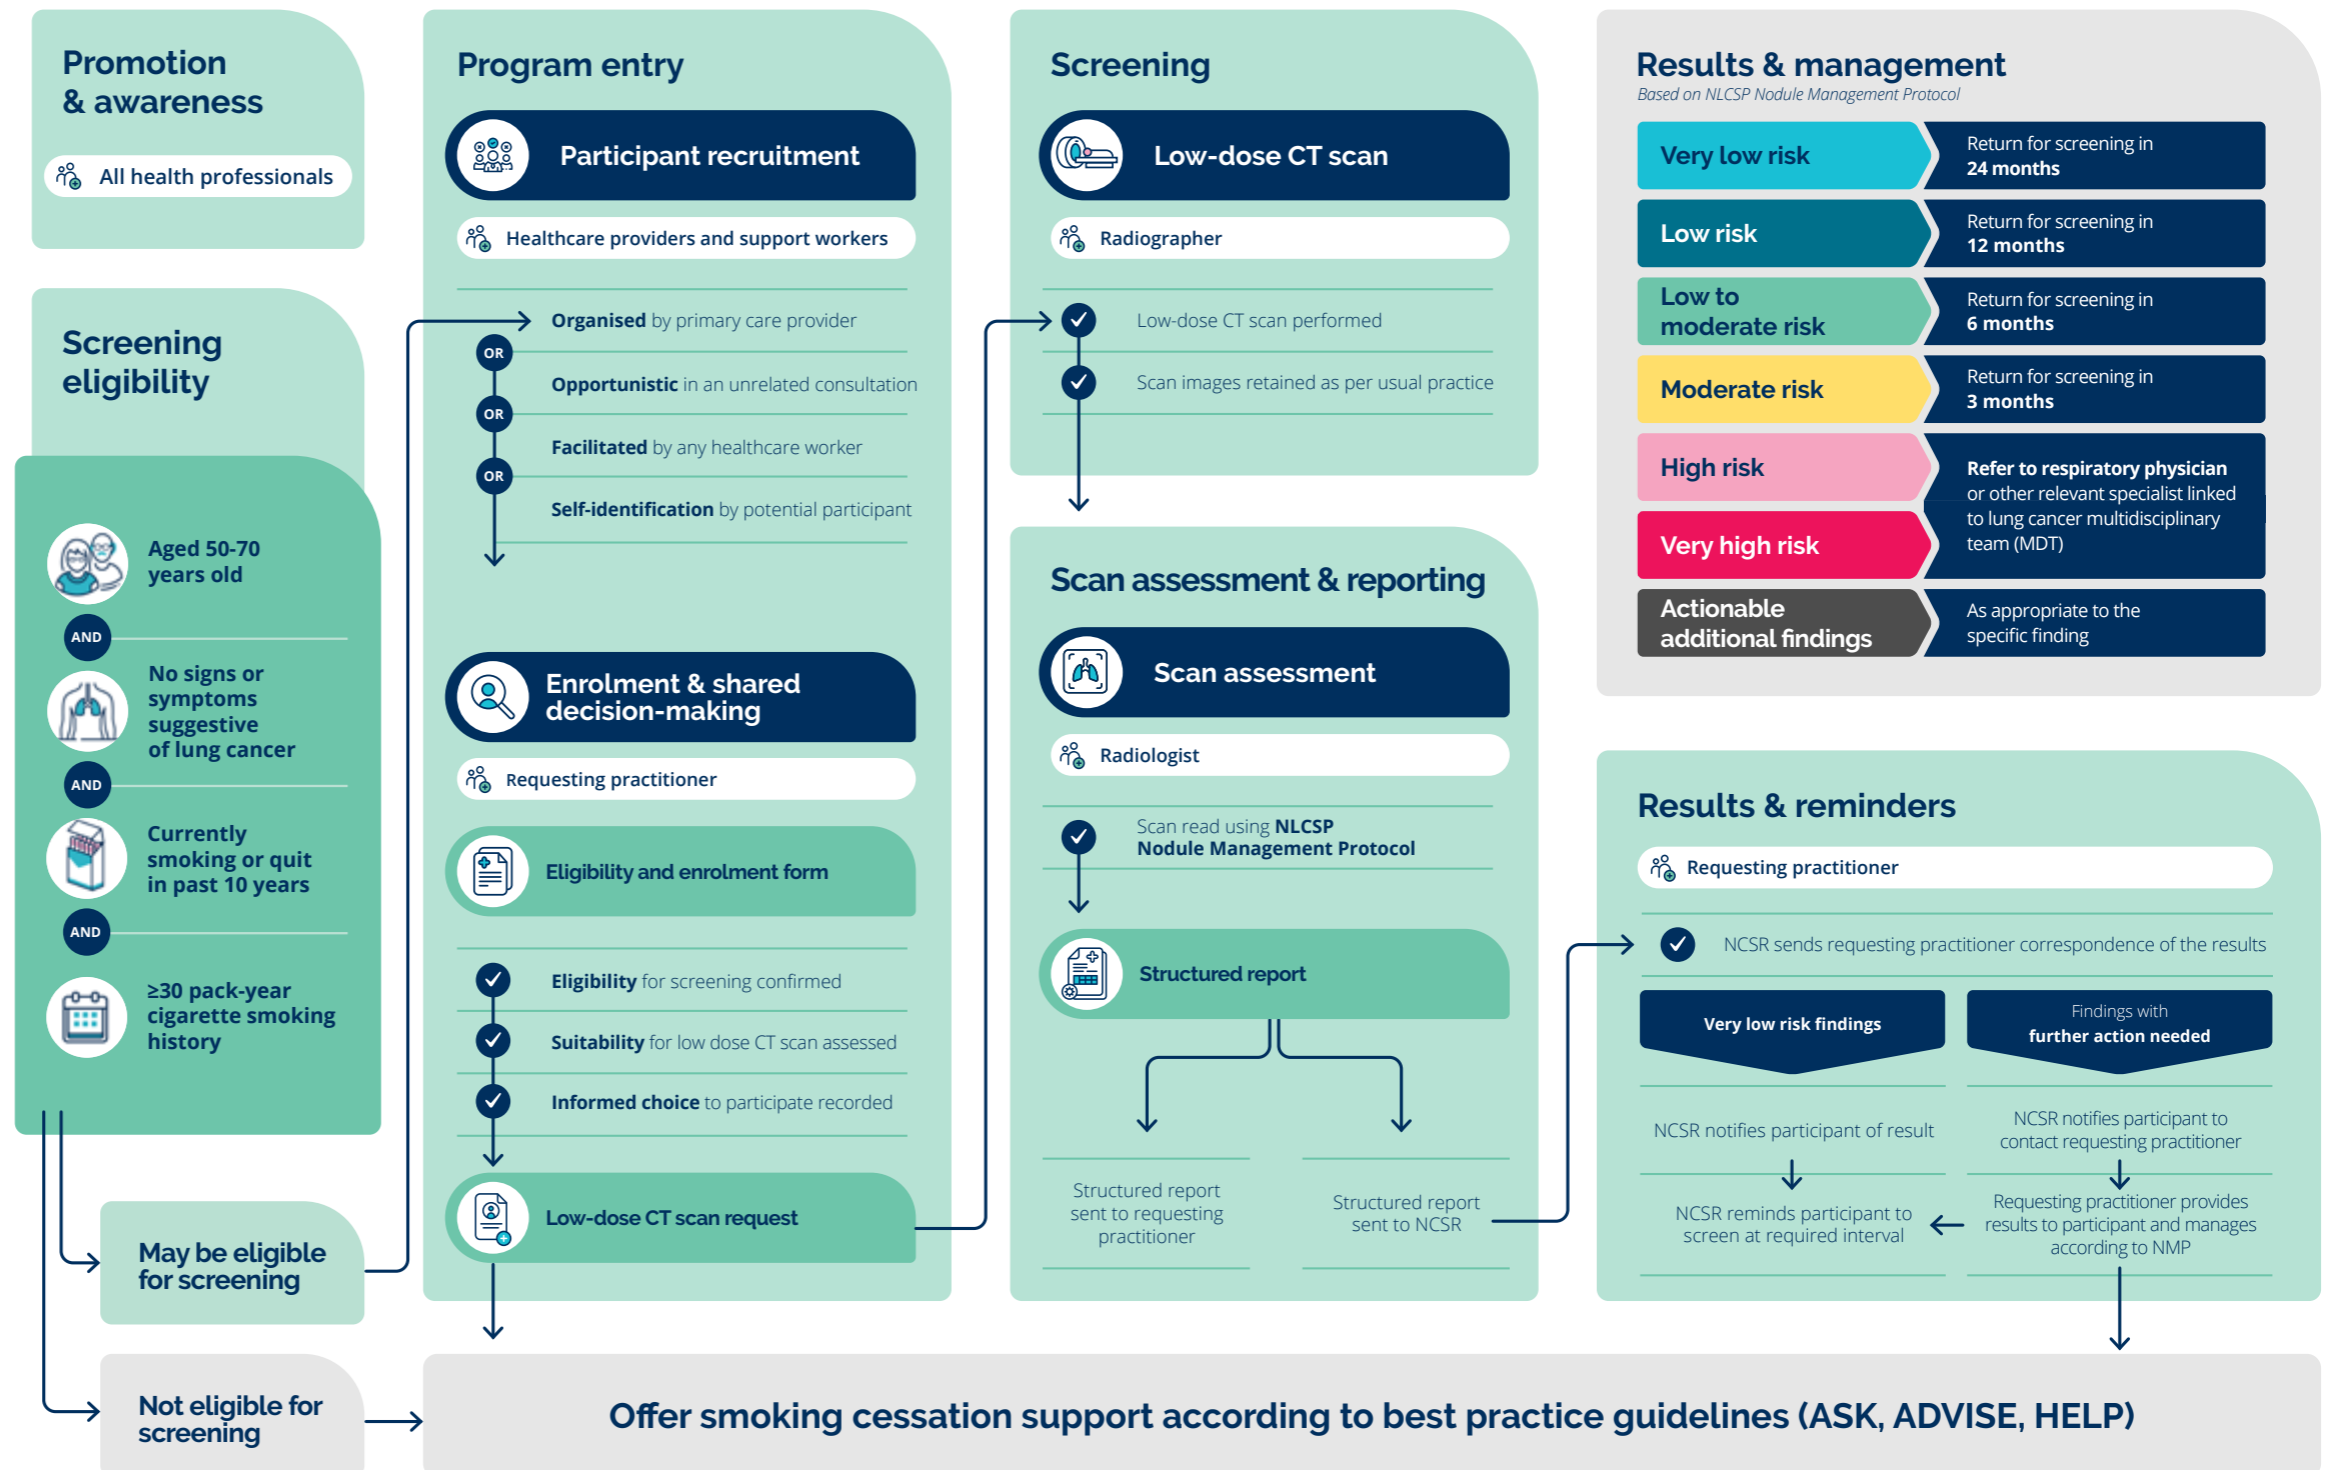 Promotion
& awareness
All health professionals
Screening
eligibility
Aged 50-70
years old
AND
No signs or
symptoms
suggestive
of lung cancer
AND
Currently
smoking or quit
in past 10 years
AND
≥30 pack-year
cigarette smoking
history
May be eligible
for screening
Not eligible for
screening
Program entry
Participant recruitment
Healthcare providers and support workers
Organised by primary care provider
OR
Opportunistic in an unrelated consultation
OR
Facilitated by any healthcare worker
OR
Self-identification by potential participant
Enrolment & shared
decision-making
Requesting practitioner
Eligibility and enrolment form
Eligibility for screening confirmed
Suitability for low dose CT scan assessed
Informed choice to participate recorded
Low-dose CT scan request
Screening
Low-dose CT scan
Radiographer
Low-dose CT scan performed
Scan images retained as per usual practice
Scan assessment & reporting
Scan assessment
Radiologist
Scan read using NLCSP
Nodule Management Protocol
Structured report
Structured report
sent to requesting
practitioner
Structured report
sent to NCSR
Results & management
Based on NLCSP Nodule Management Protocol
Very low risk
Return for screening in
24 months
Low risk
Return for screening in
12 months
Low to
moderate risk
Return for screening in
6 months
Moderate risk
Return for screening in
3 months
High risk
Very high risk
Refer to respiratory physician
or other relevant specialist linked
to lung cancer multidisciplinary
team (MDT)
Actionable
additional findings
As appropriate to the
specific finding
Results & reminders
Requesting practitioner
NCSR sends requesting practitioner correspondence of the results
Very low risk findings
NCSR notifies participant of result
NCSR reminds participant to
screen at required interval
Findings with
further action needed
NCSR notifies participant to
contact requesting practitioner
Requesting practitioner provides
results to participant and manages
according to NMP
Offer smoking cessation support according to best practice guidelines (ASK, ADVISE, HELP)